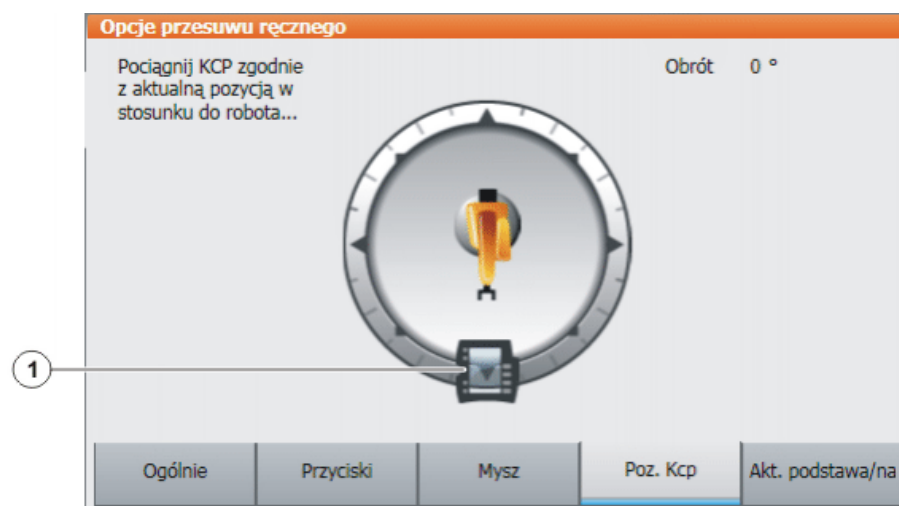 Opcje przesuwu ręcznego
Pociągnij KCP zgodnie
z aktualną pozycją w
stosunku do robota...
Obrót 0 °
1
Ogólnie Przyciski Mysz Poz. Kcp Akt. podstawa/na